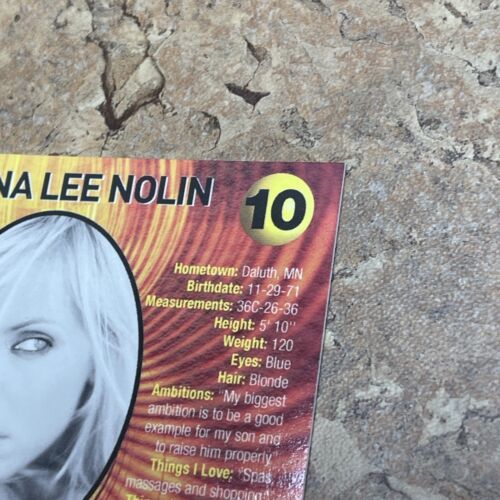 NA LEE NOLIN
10
Hometown: Daluth, MN
Birthdate: 11-29-71
Measurements: 36C-26-36
Height: 5' 10"
Weight: 120
Eyes: Blue
Hair: Blonde
Ambitions: "My biggest
ambition is to be a good
example for my son and
to raise him properly"
Things I Love: "Spas,
massages and shopping"